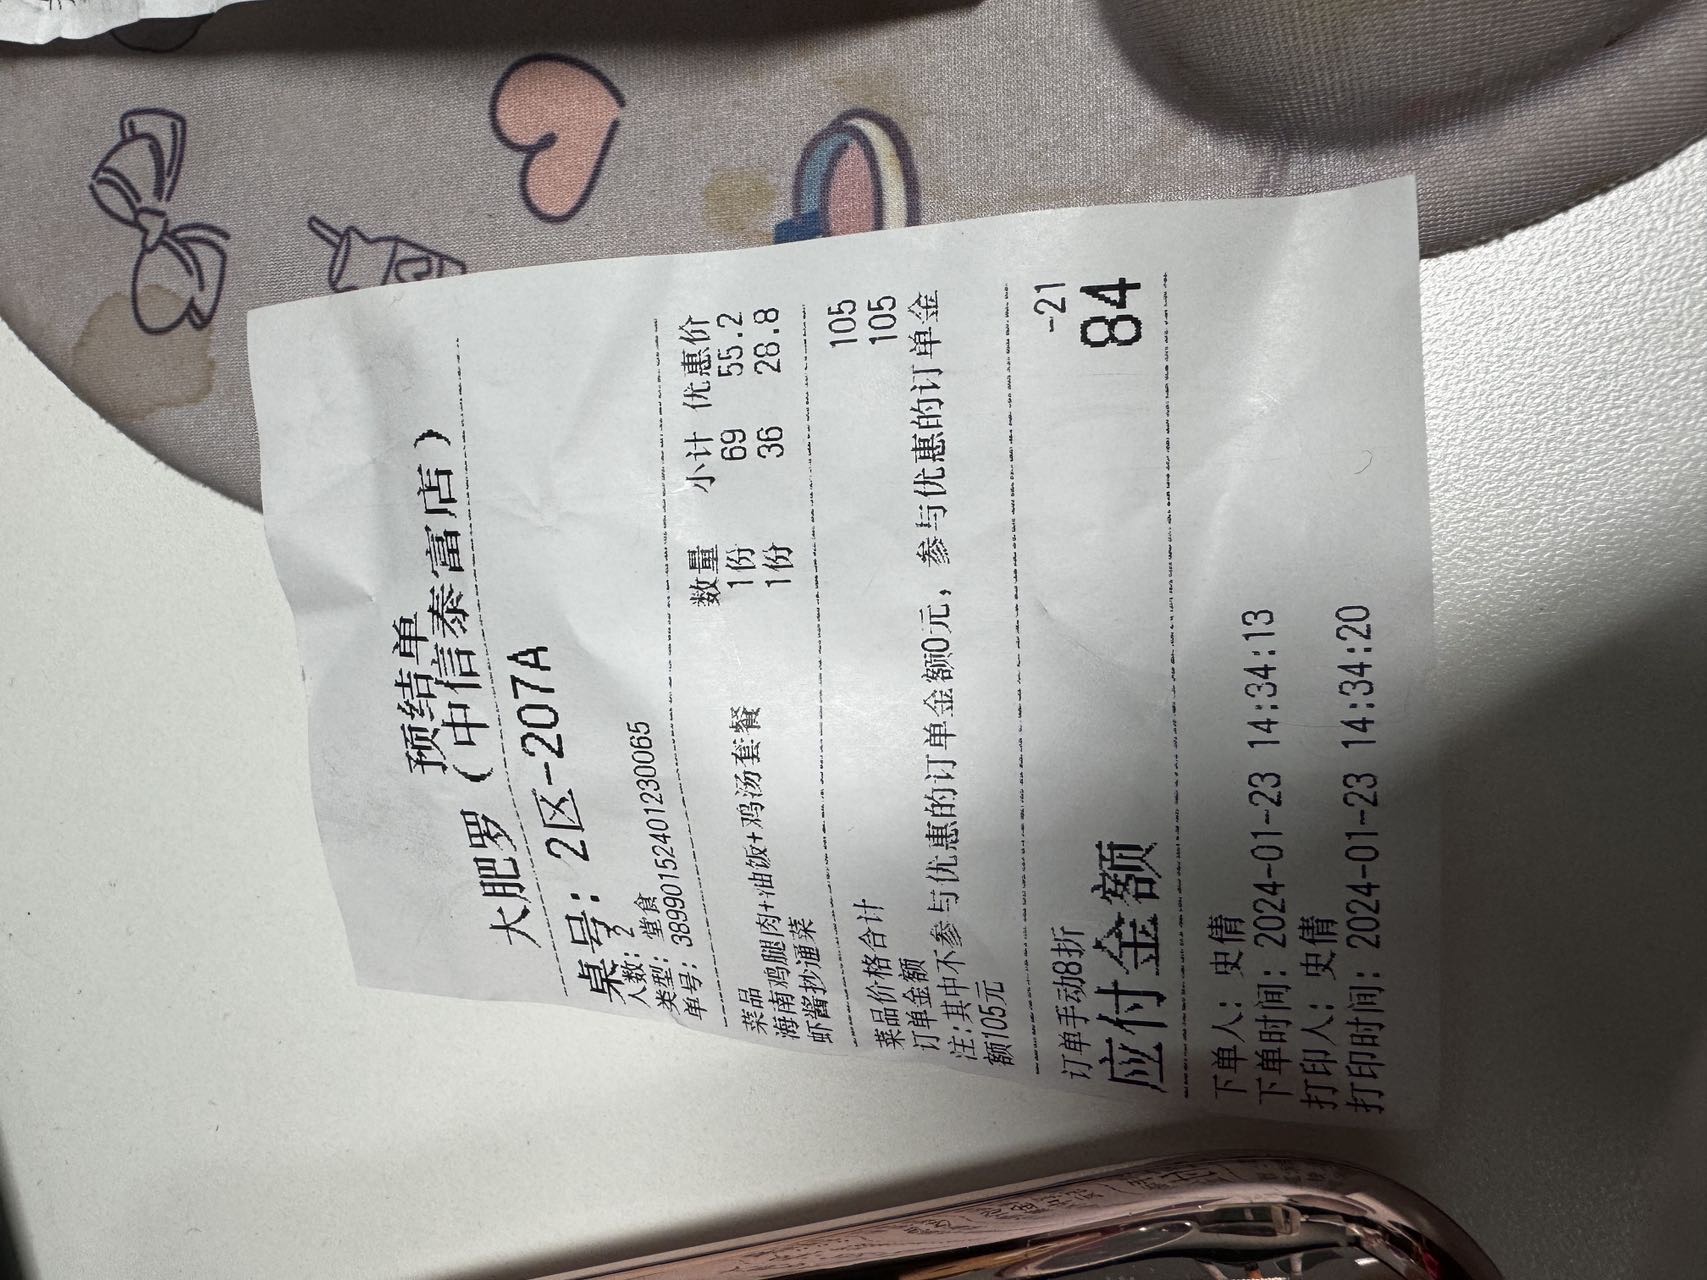 预结单
大肥罗（中信泰富店）
桌号：2区-207A
人数：2
类型：堂食
单号：389901524012300​65
菜品 数量 小计 优惠价
海南鸡腿肉+油饭+鸡汤套餐 1份 69 55.2
虾酱抄通菜 1份 36 28.8
菜品价格合计 105
订单金额 105
注：其中不参与优惠的订单金额0元，参与优惠的订单金
额105元
订单手动8折 -21
应付金额 84
下单人：史倩
下单时间：2024-01-23 14:34:13
打印人：史倩
打印时间：2024-01-23 14:34:20